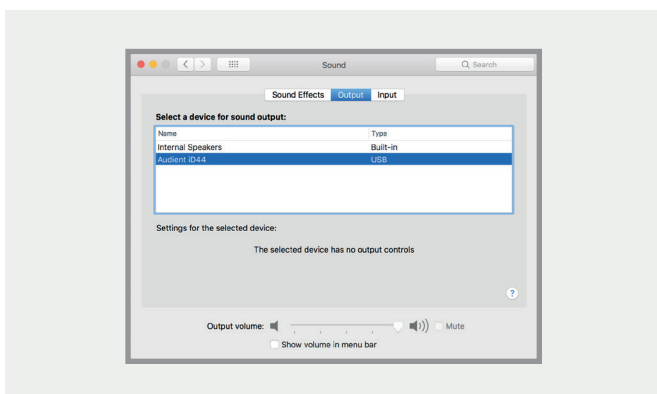 Sound
Search
Sound Effects Output Input
Select a device for sound output:
Name Type
Internal Speakers Built-in
Audient iD44 USB
Settings for the selected device:
The selected device has no output controls
?
Output volume: Mute
Show volume in menu bar